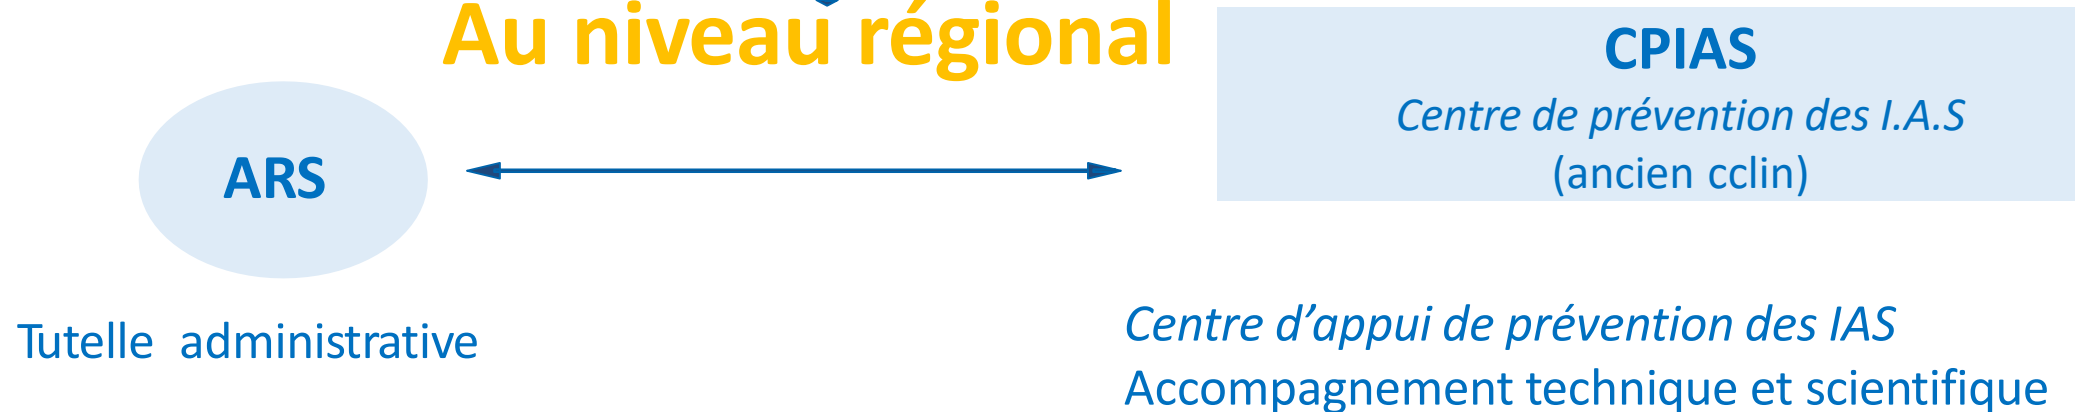 Au niveau régional
CPIAS
Centre de prévention des I.A.S
(ancien cclin)
ARS
Tutelle administrative
Centre d’appui de prévention des IAS
Accompagnement technique et scientifique